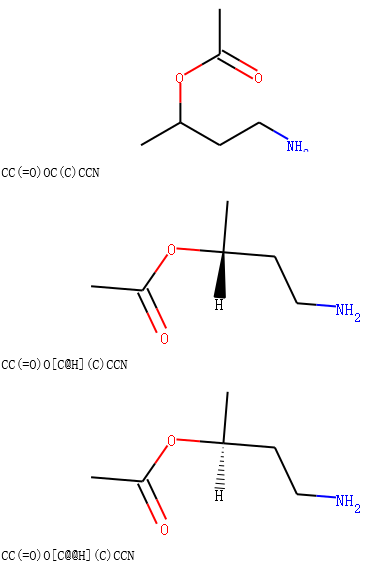 O O
NH2
CC(=O)OC(C)CCN
O
H NH2
O
CC(=O)O[C@H](C)CCN
O
H NH2
O
CC(=O)O[C@@H](C)CCN